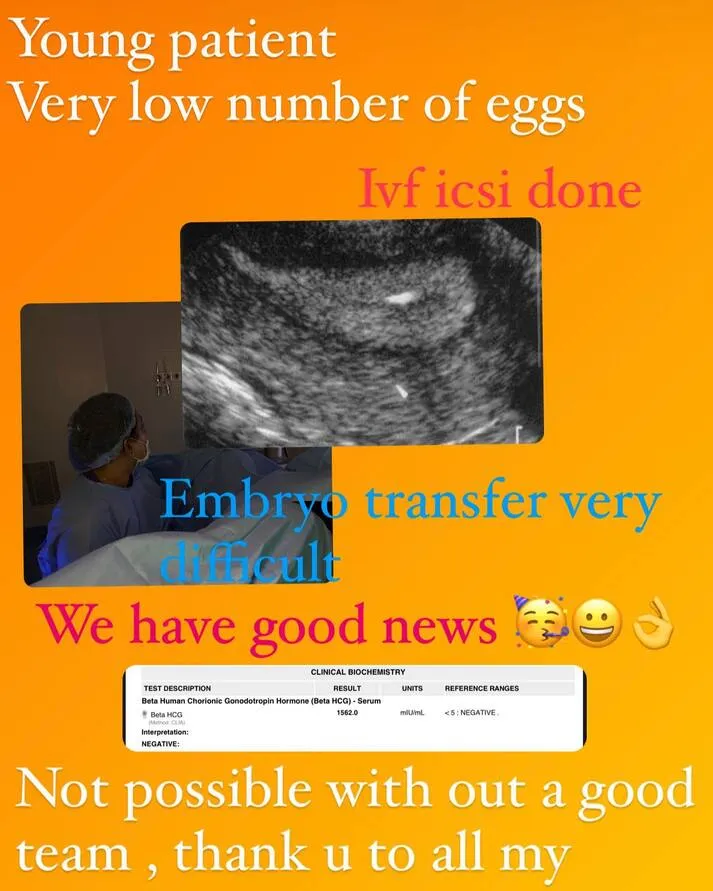 Young patient
Very low number of eggs
Ivf icsi done
Embryo transfer very
difficult
We have good news 🥳😀👌
CLINICAL BIOCHEMISTRY
TEST DESCRIPTION RESULT UNITS REFERENCE RANGES
Beta Human Chorionic Gonodotropin Hormone (Beta HCG) - Serum
Beta HCG 1562.0 mIU/mL < 5 : NEGATIVE .
(Method: CLIA)
Interpretation:
NEGATIVE:
Not possible with out a good
team , thank u to all my